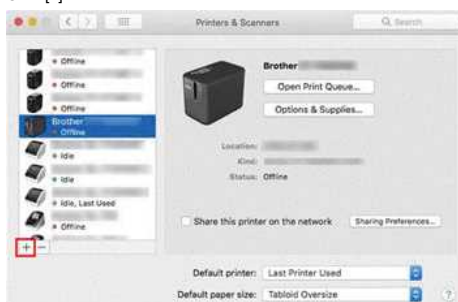 Printers & Scanners
Search
Offline
Offline
Offline
Brother
Offline
Idle
Idle
Idle, Last Used
Offline
+ −
Brother
Open Print Queue...
Options & Supplies...
Location:
Kind:
Status: Offline
Share this printer on the network
Sharing Preferences...
Default printer: Last Printer Used
Default paper size: Tabloid Oversize
?